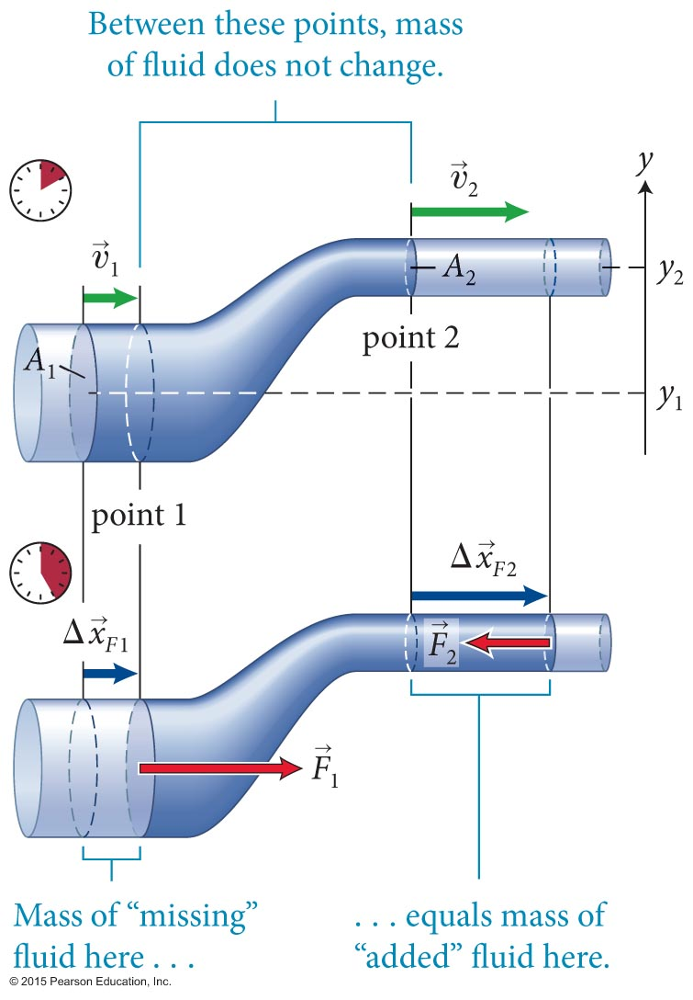 Between these points, mass
of fluid does not change.
v⃗₂
y
v⃗₁
A₂
y₂
point 2
A₁
y₁
point 1
Δx⃗F2
Δx⃗F1
F⃗₂
F⃗₁
Mass of “missing”
fluid here . . .
. . . equals mass of
“added” fluid here.
© 2015 Pearson Education, Inc.